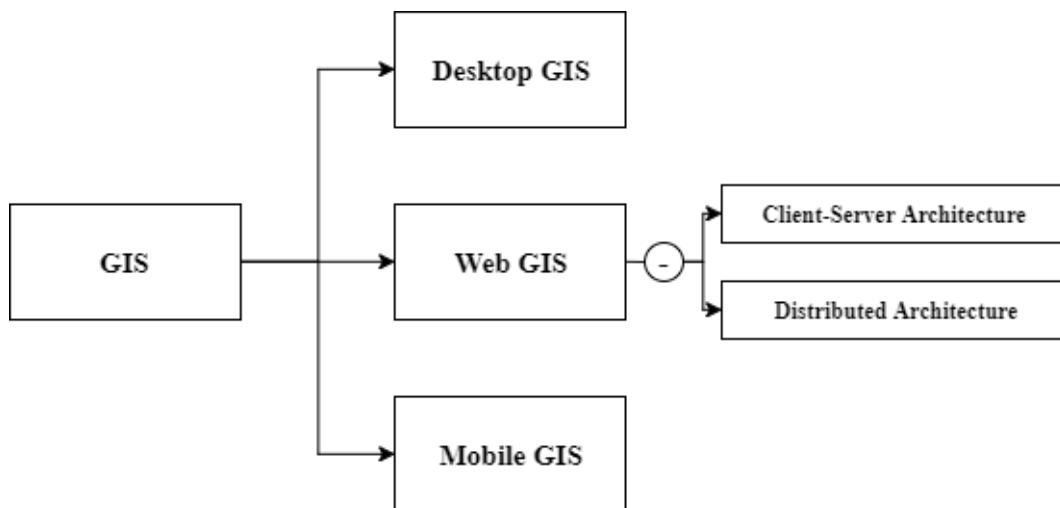 Desktop GIS
GIS
Web GIS
-
Client-Server Architecture
Distributed Architecture
Mobile GIS